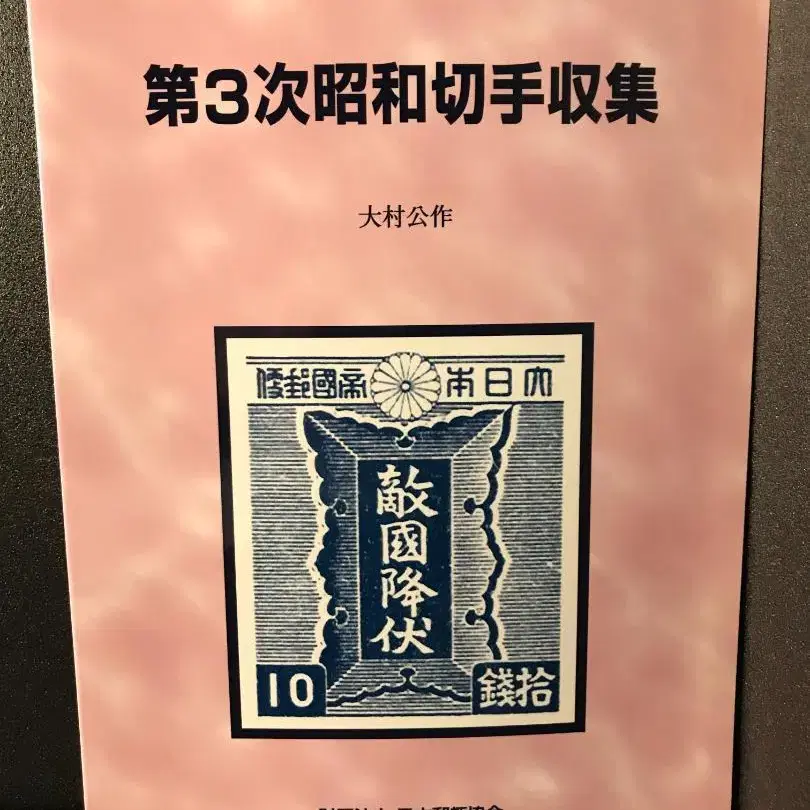 第3次昭和切手収集
大村公作
便郵國帝本日大
敵國降伏
10 錢拾